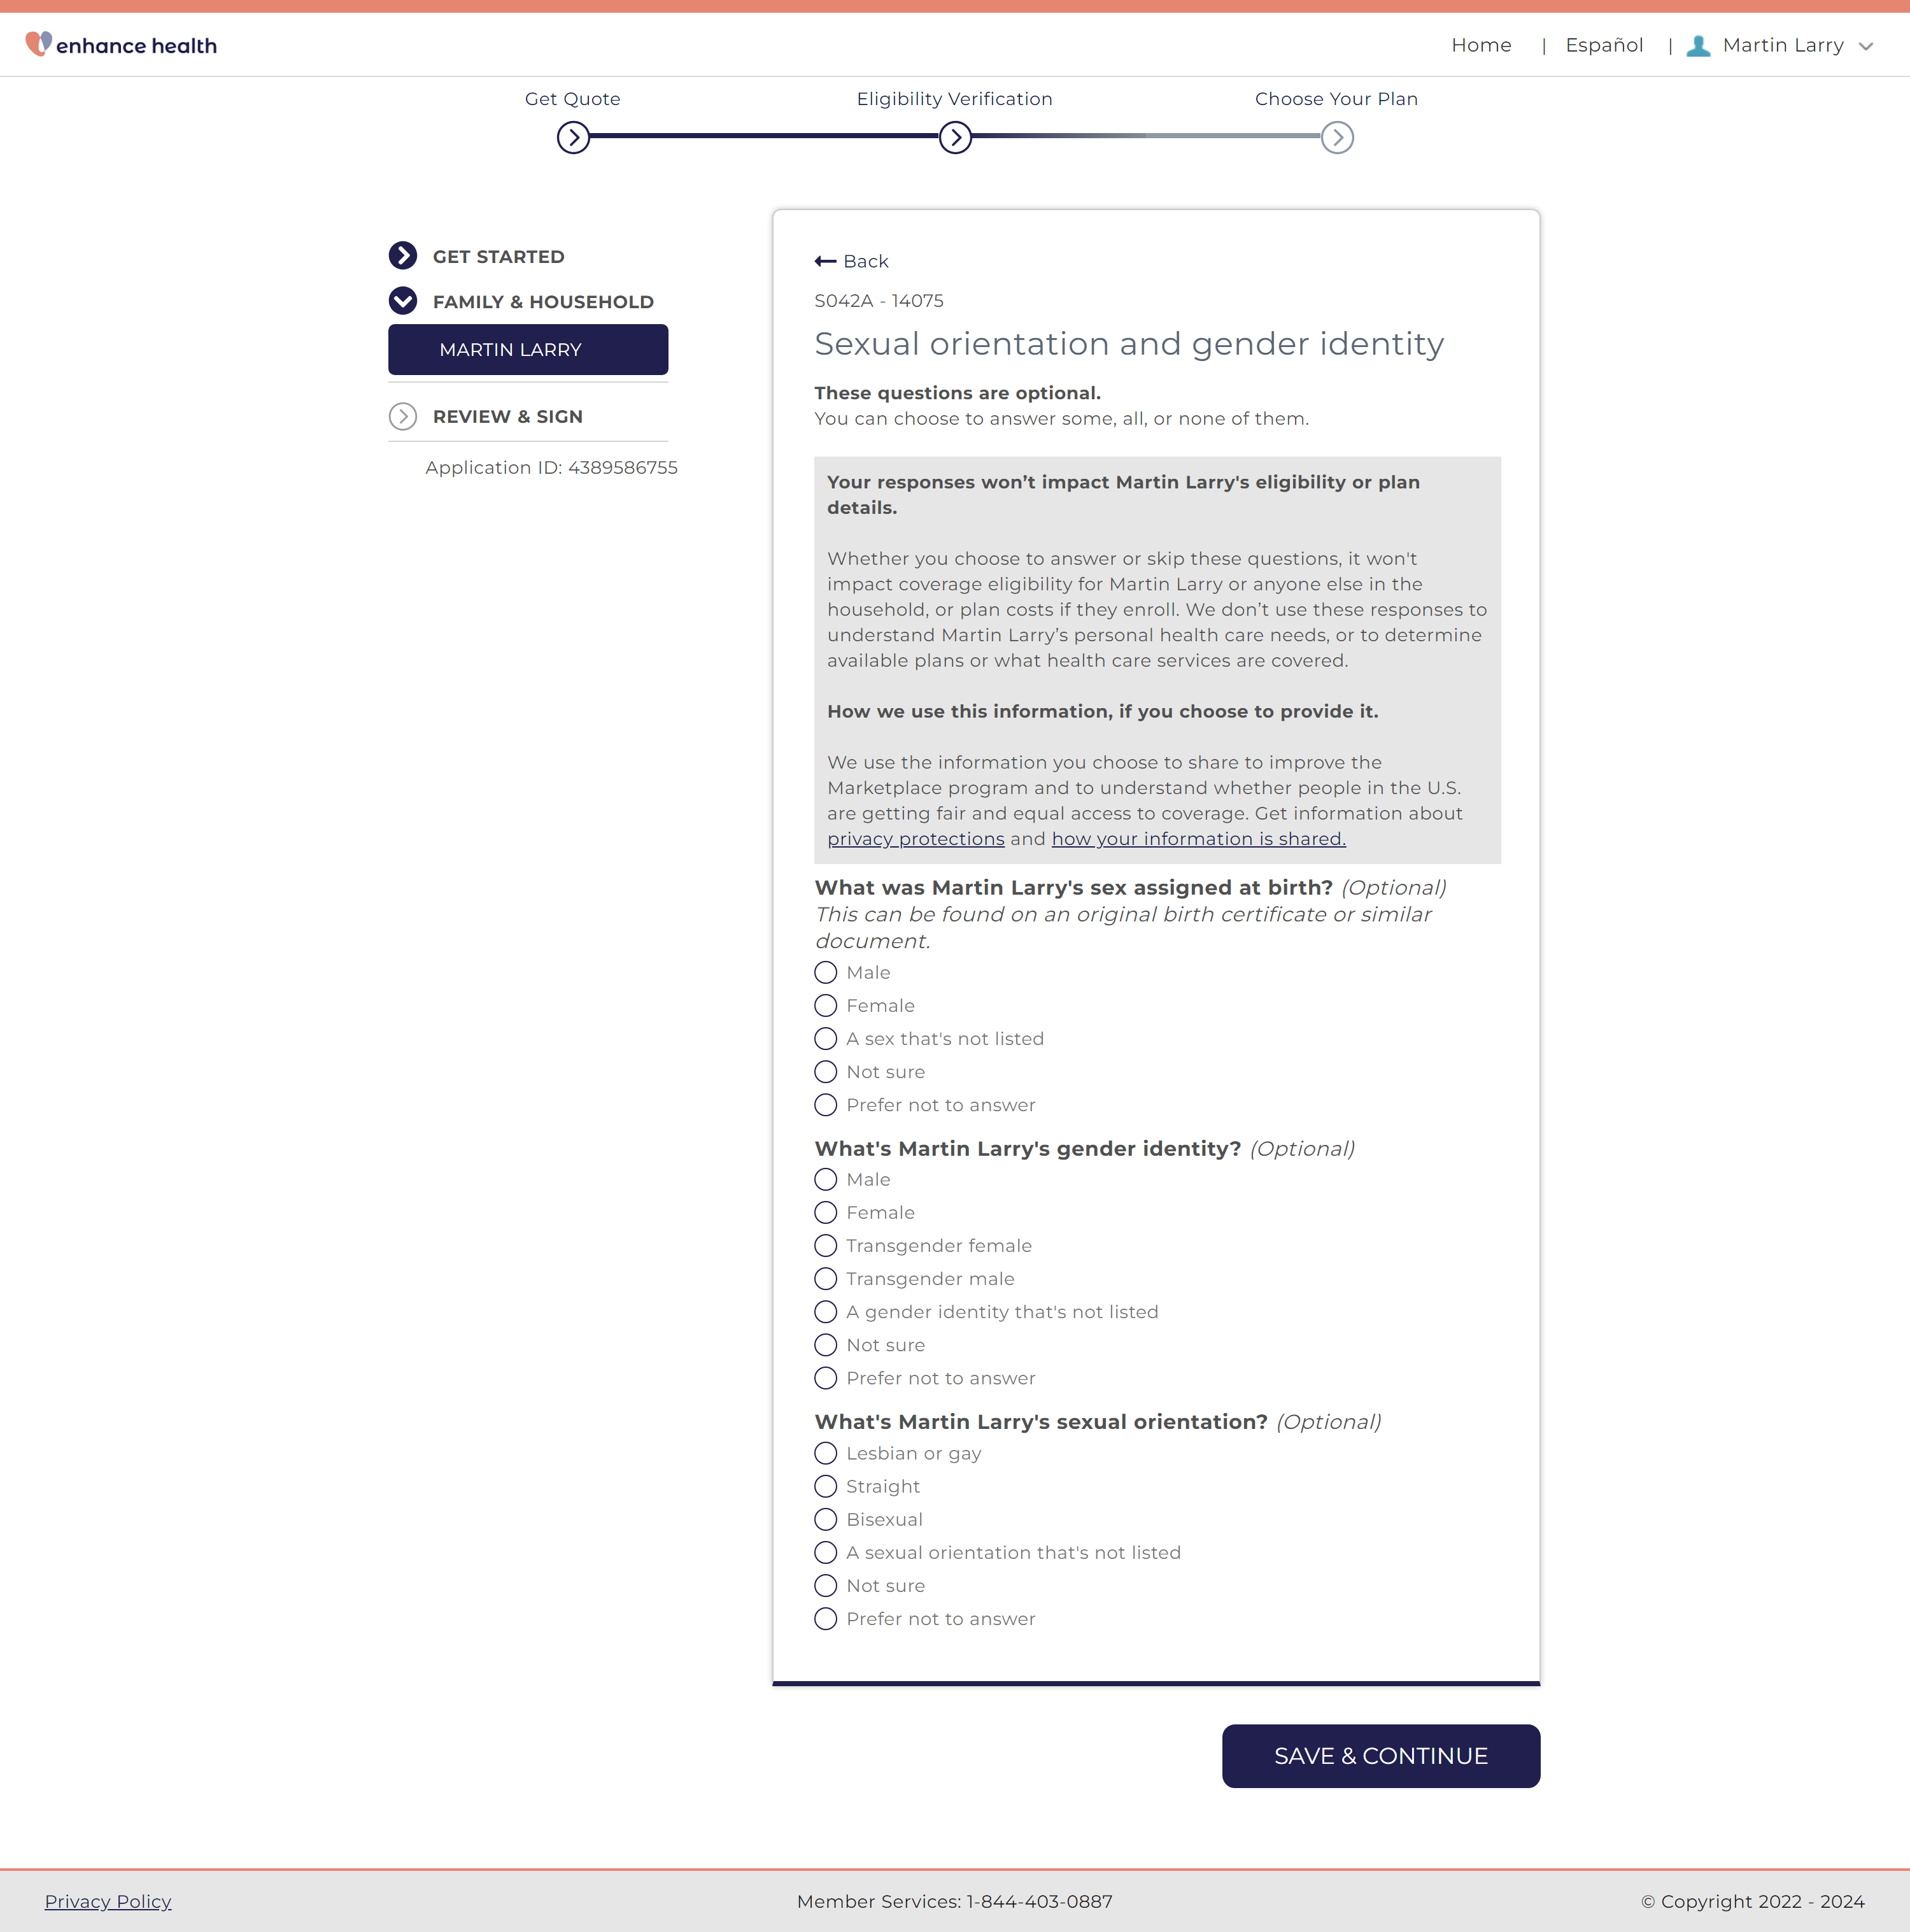 enhance health
Home | Español | Martin Larry
Get Quote
Eligibility Verification
Choose Your Plan
GET STARTED
FAMILY & HOUSEHOLD
MARTIN LARRY
REVIEW & SIGN
Application ID: 4389586755
Back
S042A - 14075
Sexual orientation and gender identity
These questions are optional.
You can choose to answer some, all, or none of them.
Your responses won’t impact Martin Larry's eligibility or plan
details.
Whether you choose to answer or skip these questions, it won't
impact coverage eligibility for Martin Larry or anyone else in the
household, or plan costs if they enroll. We don’t use these responses to
understand Martin Larry’s personal health care needs, or to determine
available plans or what health care services are covered.
How we use this information, if you choose to provide it.
We use the information you choose to share to improve the
Marketplace program and to understand whether people in the U.S.
are getting fair and equal access to coverage. Get information about
privacy protections and how your information is shared.
What was Martin Larry's sex assigned at birth? (Optional)
This can be found on an original birth certificate or similar
document.
Male
Female
A sex that's not listed
Not sure
Prefer not to answer
What's Martin Larry's gender identity? (Optional)
Male
Female
Transgender female
Transgender male
A gender identity that's not listed
Not sure
Prefer not to answer
What's Martin Larry's sexual orientation? (Optional)
Lesbian or gay
Straight
Bisexual
A sexual orientation that's not listed
Not sure
Prefer not to answer
SAVE & CONTINUE
Privacy Policy
Member Services: 1-844-403-0887
© Copyright 2022 - 2024